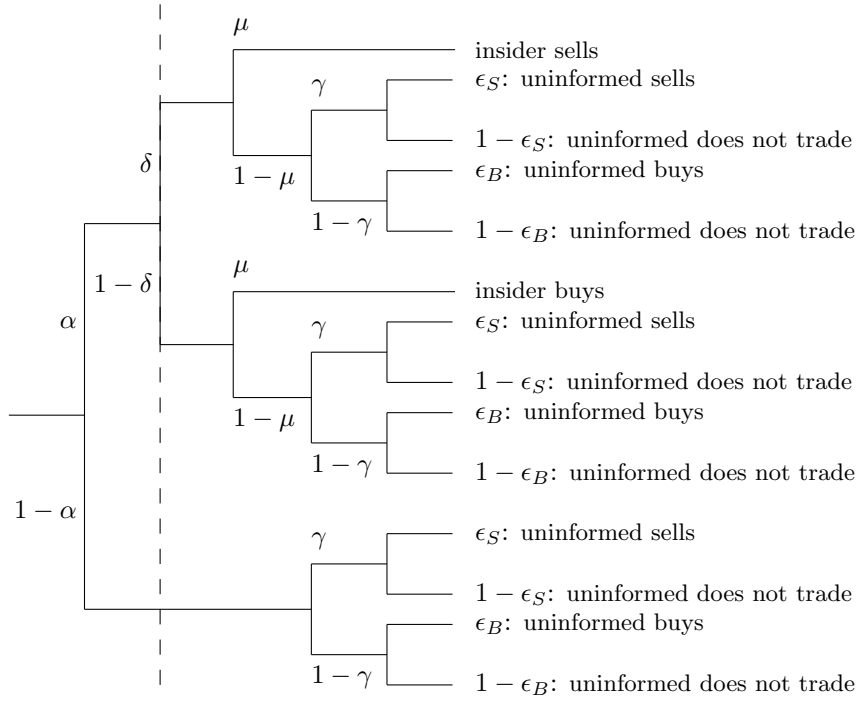 μ
insider sells
γ
ϵ_S: uninformed sells
δ
1 − ϵ_S: uninformed does not trade
1 − μ
ϵ_B: uninformed buys
1 − γ
1 − ϵ_B: uninformed does not trade
μ
1 − δ
insider buys
α
γ
ϵ_S: uninformed sells
1 − ϵ_S: uninformed does not trade
1 − μ
ϵ_B: uninformed buys
1 − γ
1 − ϵ_B: uninformed does not trade
1 − α
γ
ϵ_S: uninformed sells
1 − ϵ_S: uninformed does not trade
ϵ_B: uninformed buys
1 − γ
1 − ϵ_B: uninformed does not trade